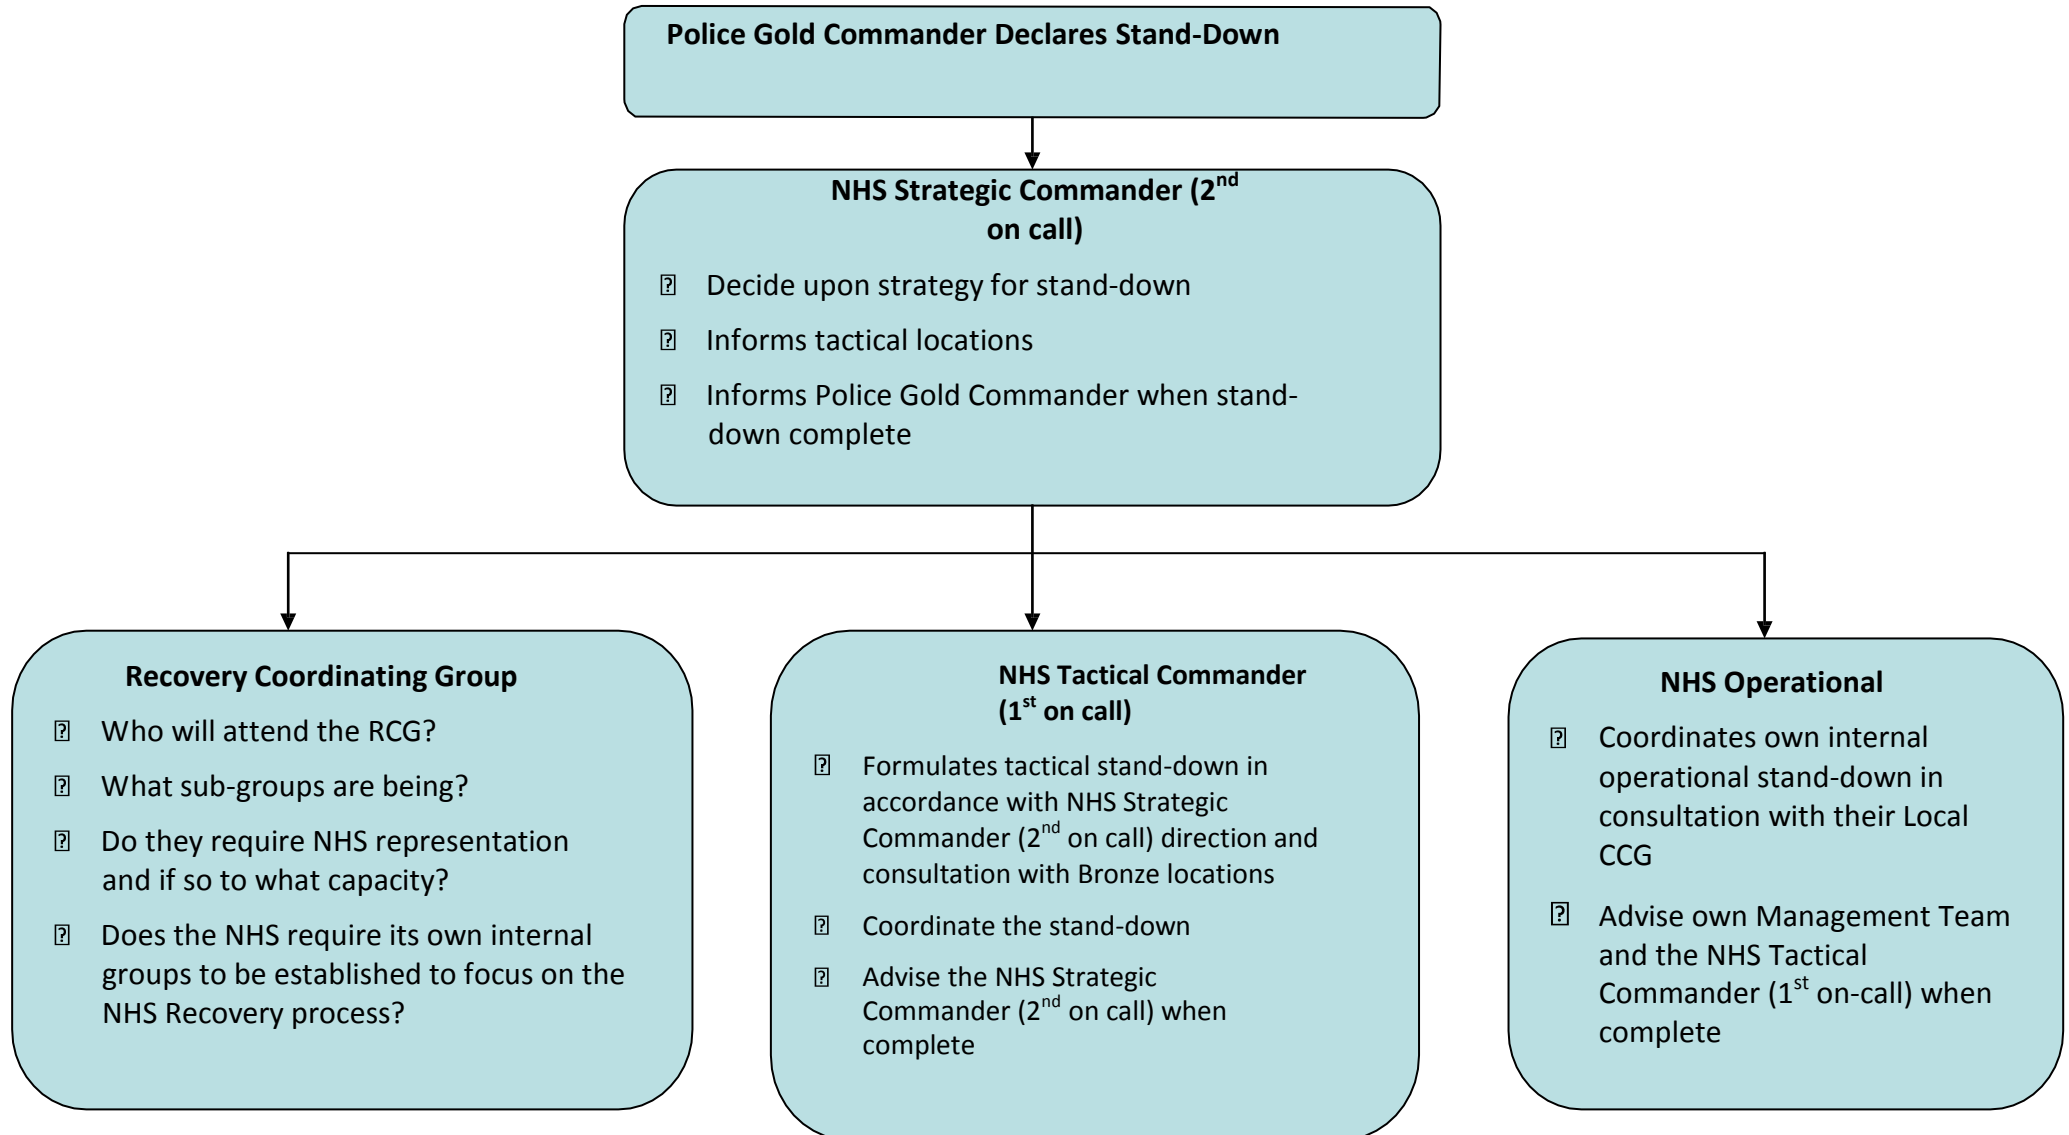 Police Gold Commander Declares Stand-Down
NHS Strategic Commander (2nd
on call)
⍰ Decide upon strategy for stand-down
⍰ Informs tactical locations
⍰ Informs Police Gold Commander when stand-
down complete
Recovery Coordinating Group
⍰ Who will attend the RCG?
⍰ What sub-groups are being?
⍰ Do they require NHS representation
and if so to what capacity?
⍰ Does the NHS require its own internal
groups to be established to focus on the
NHS Recovery process?
NHS Tactical Commander
(1st on call)
⍰ Formulates tactical stand-down in
accordance with NHS Strategic
Commander (2nd on call) direction and
consultation with Bronze locations
⍰ Coordinate the stand-down
⍰ Advise the NHS Strategic
Commander (2nd on call) when
complete
NHS Operational
⍰ Coordinates own internal
operational stand-down in
consultation with their Local
CCG
⍰ Advise own Management Team
and the NHS Tactical
Commander (1st on-call) when
complete